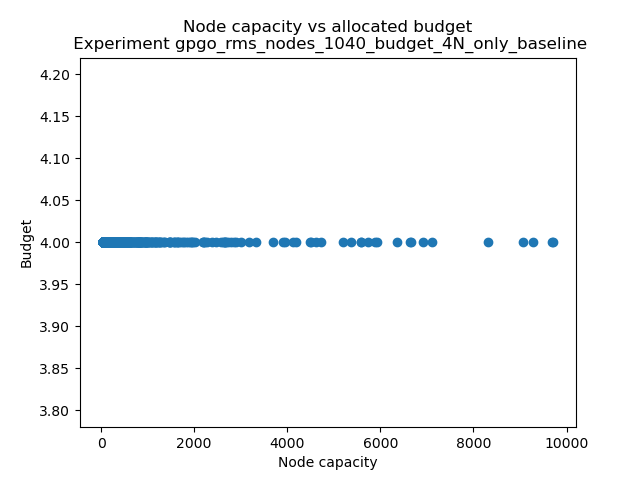 Node capacity vs allocated budget
Experiment gpgo_rms_nodes_1040_budget_4N_only_baseline
4.20
4.15
4.10
4.05
4.00
3.95
3.90
3.85
3.80
Budget
0 2000 4000 6000 8000 10000
Node capacity